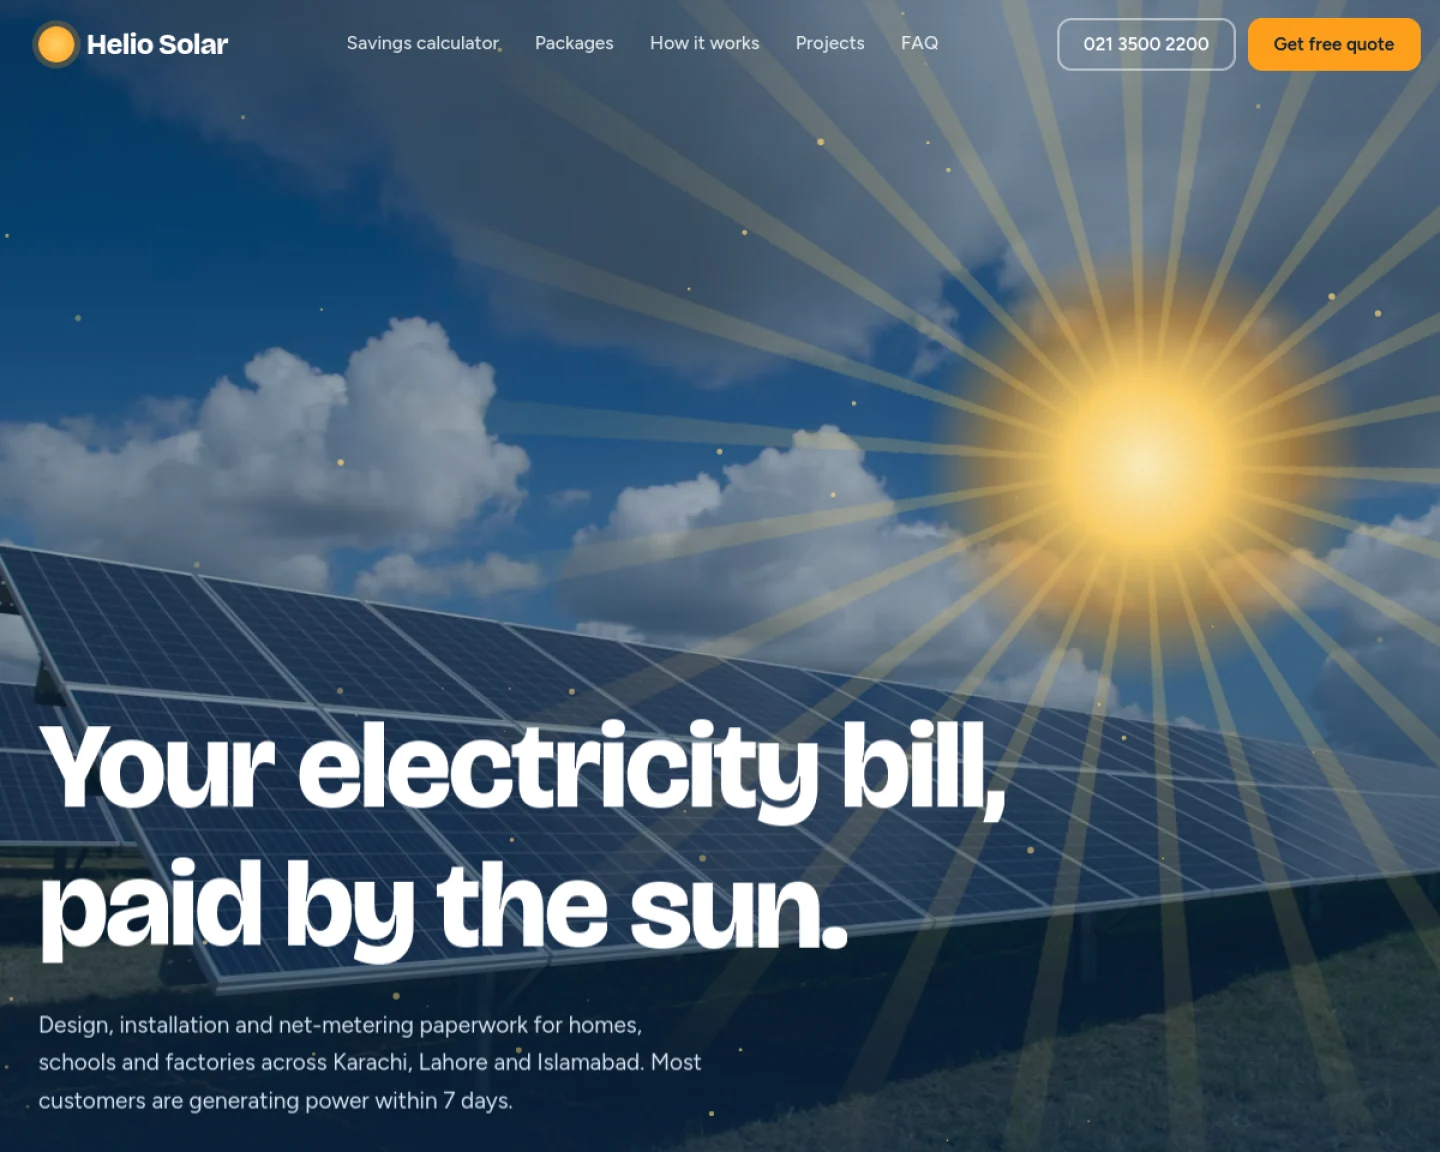 Helio Solar
Savings calculator
Packages
How it works
Projects
FAQ
021 3500 2200
Get free quote
Your electricity bill,
paid by the sun.
Design, installation and net-metering paperwork for homes,
schools and factories across Karachi, Lahore and Islamabad. Most
customers are generating power within 7 days.